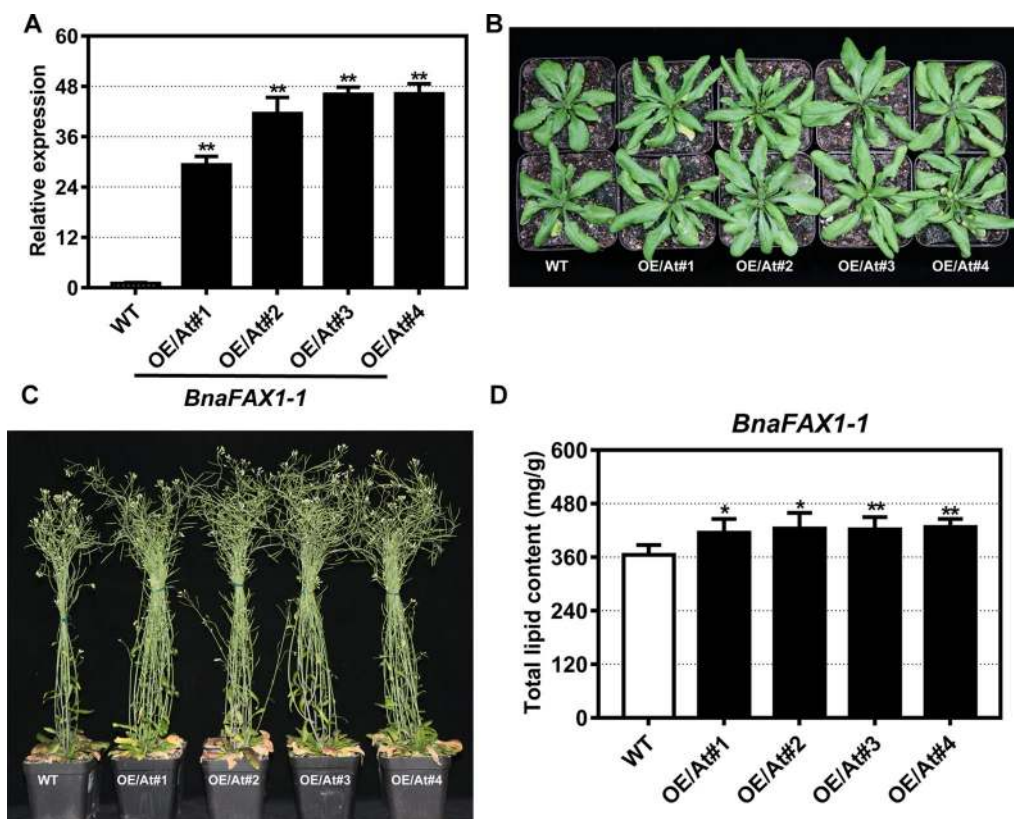 A
60
48
36
24
12
0
Relative expression
**
**
**
**
WT
OE/At#1
OE/At#2
OE/At#3
OE/At#4
BnaFAX1-1
B
WT OE/At#1 OE/At#2 OE/At#3 OE/At#4
C
WT OE/At#1 OE/At#2 OE/At#3 OE/At#4
D
BnaFAX1-1
600
480
360
240
120
0
Total lipid content (mg/g)
*
*
**
**
WT
OE/At#1
OE/At#2
OE/At#3
OE/At#4